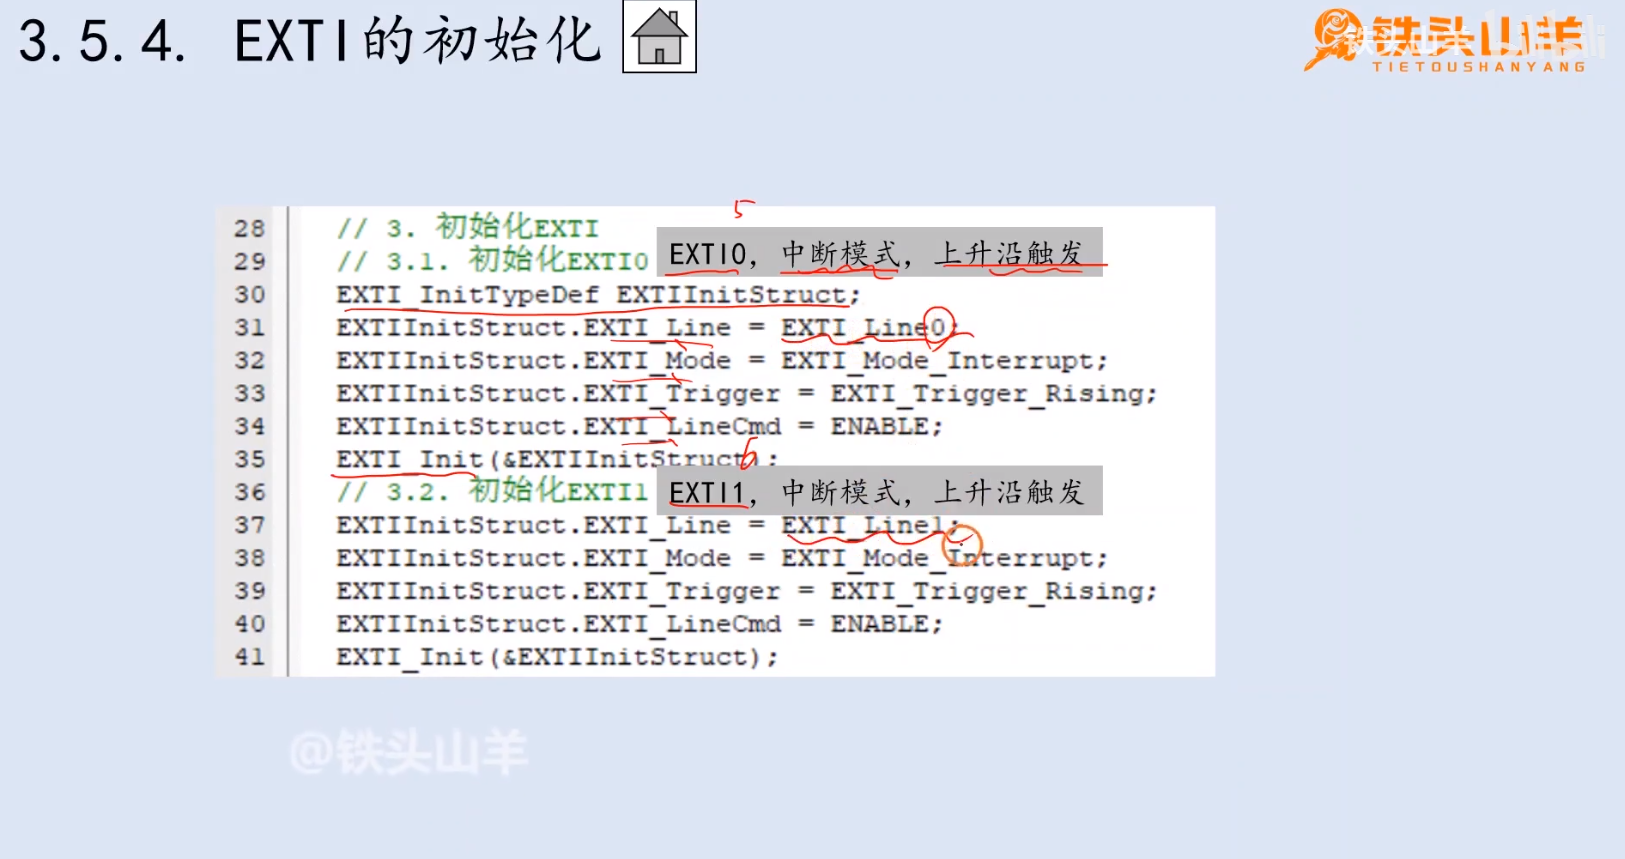 3.5.4. EXTI的初始化
铁头山羊
TIETOUSHANYANG
5
28 // 3. 初始化EXTI
29 // 3.1. 初始化EXTI0 EXTI0，中断模式，上升沿触发
30 EXTI_InitTypeDef EXTIInitStruct;
31 EXTIInitStruct.EXTI_Line = EXTI_Line0;
32 EXTIInitStruct.EXTI_Mode = EXTI_Mode_Interrupt;
33 EXTIInitStruct.EXTI_Trigger = EXTI_Trigger_Rising;
34 EXTIInitStruct.EXTI_LineCmd = ENABLE;
35 EXTI_Init(&EXTIInitStruct);
6
36 // 3.2. 初始化EXTI1 EXTI1，中断模式，上升沿触发
37 EXTIInitStruct.EXTI_Line = EXTI_Line1;
38 EXTIInitStruct.EXTI_Mode = EXTI_Mode_Interrupt;
39 EXTIInitStruct.EXTI_Trigger = EXTI_Trigger_Rising;
40 EXTIInitStruct.EXTI_LineCmd = ENABLE;
41 EXTI_Init(&EXTIInitStruct);
@铁头山羊